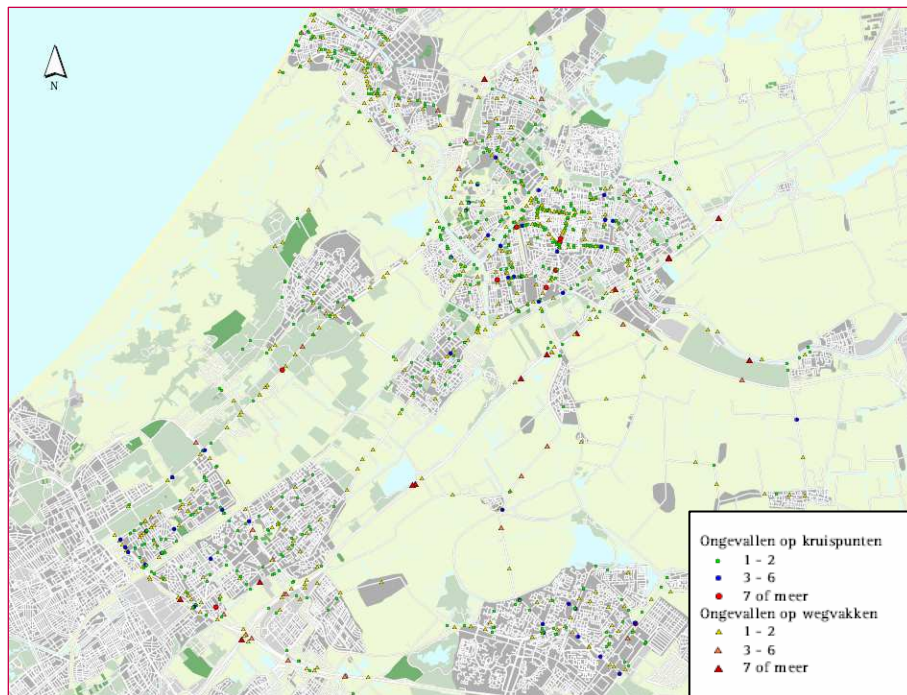 N
Ongevallen op kruispunten
1 - 2
3 - 6
7 of meer
Ongevallen op wegvakken
1 - 2
3 - 6
7 of meer